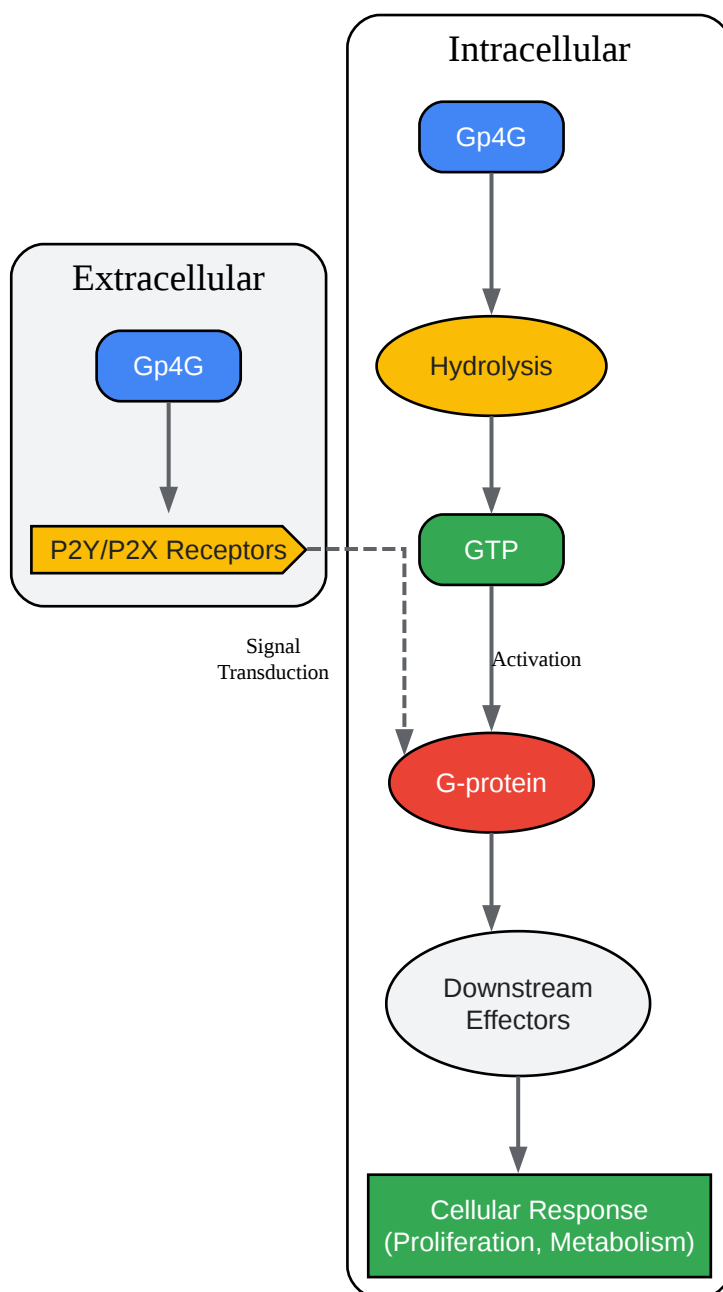 Intracellular
Gp4G
Extracellular
Gp4G
Hydrolysis
P2Y/P2X Receptors
GTP
Signal
Transduction
Activation
G-protein
Downstream
Effectors
Cellular Response
(Proliferation, Metabolism)